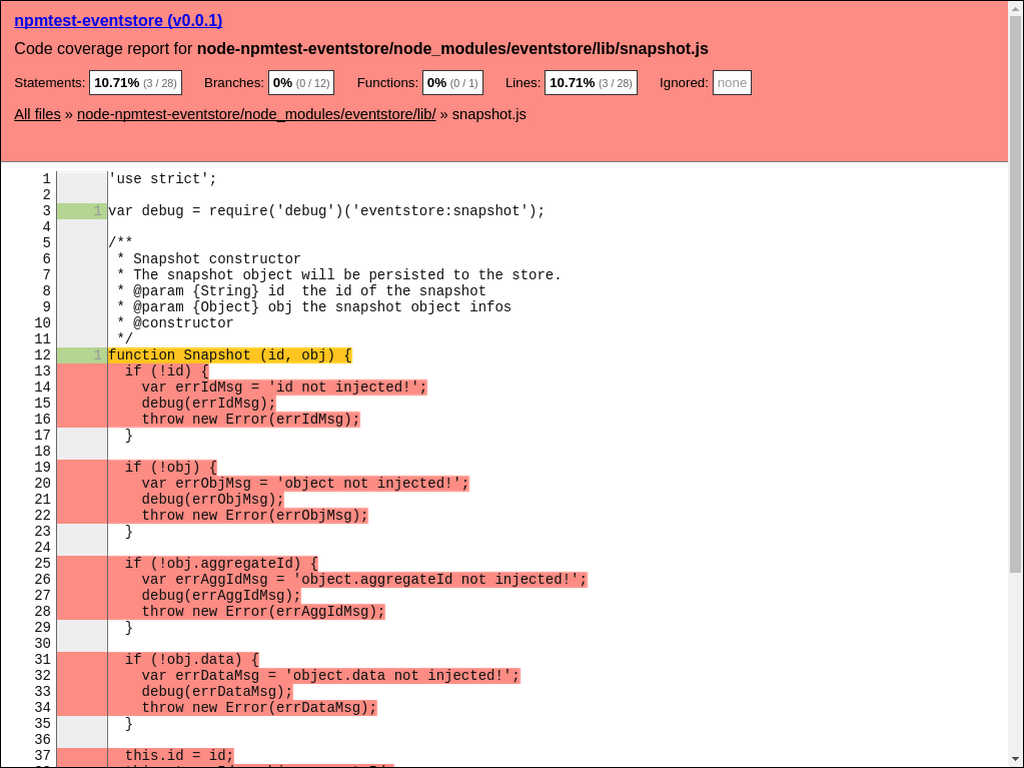 npmtest-eventstore (v0.0.1)
Code coverage report for node-npmtest-eventstore/node_modules/eventstore/lib/snapshot.js
Statements: 10.71% (3 / 28) Branches: 0% (0 / 12) Functions: 0% (0 / 1) Lines: 10.71% (3 / 28) Ignored: none
All files » node-npmtest-eventstore/node_modules/eventstore/lib/ » snapshot.js
1 'use strict';
2
3 1 var debug = require('debug')('eventstore:snapshot');
4
5 /**
6 * Snapshot constructor
7 * The snapshot object will be persisted to the store.
8 * @param {String} id  the id of the snapshot
9 * @param {Object} obj the snapshot object infos
10 * @constructor
11 */
12 1 function Snapshot (id, obj) {
13 if (!id) {
14 var errIdMsg = 'id not injected!';
15 debug(errIdMsg);
16 throw new Error(errIdMsg);
17 }
18
19 if (!obj) {
20 var errObjMsg = 'object not injected!';
21 debug(errObjMsg);
22 throw new Error(errObjMsg);
23 }
24
25 if (!obj.aggregateId) {
26 var errAggIdMsg = 'object.aggregateId not injected!';
27 debug(errAggIdMsg);
28 throw new Error(errAggIdMsg);
29 }
30
31 if (!obj.data) {
32 var errDataMsg = 'object.data not injected!';
33 debug(errDataMsg);
34 throw new Error(errDataMsg);
35 }
36
37 this.id = id;